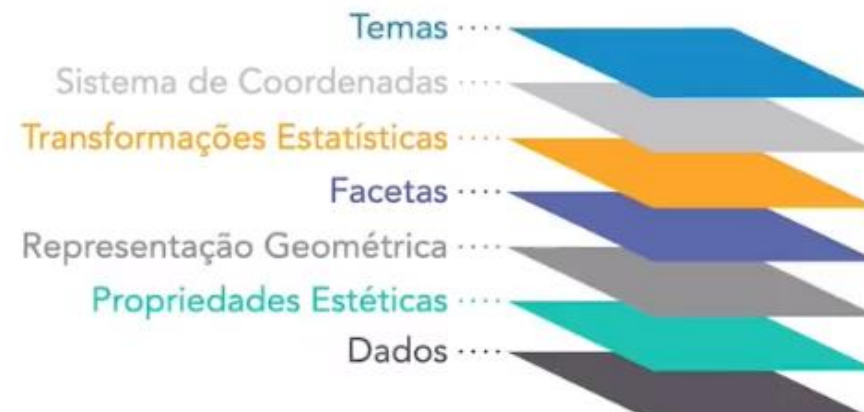 Temas
Sistema de Coordenadas
Transformações Estatísticas
Facetas
Representação Geométrica
Propriedades Estéticas
Dados